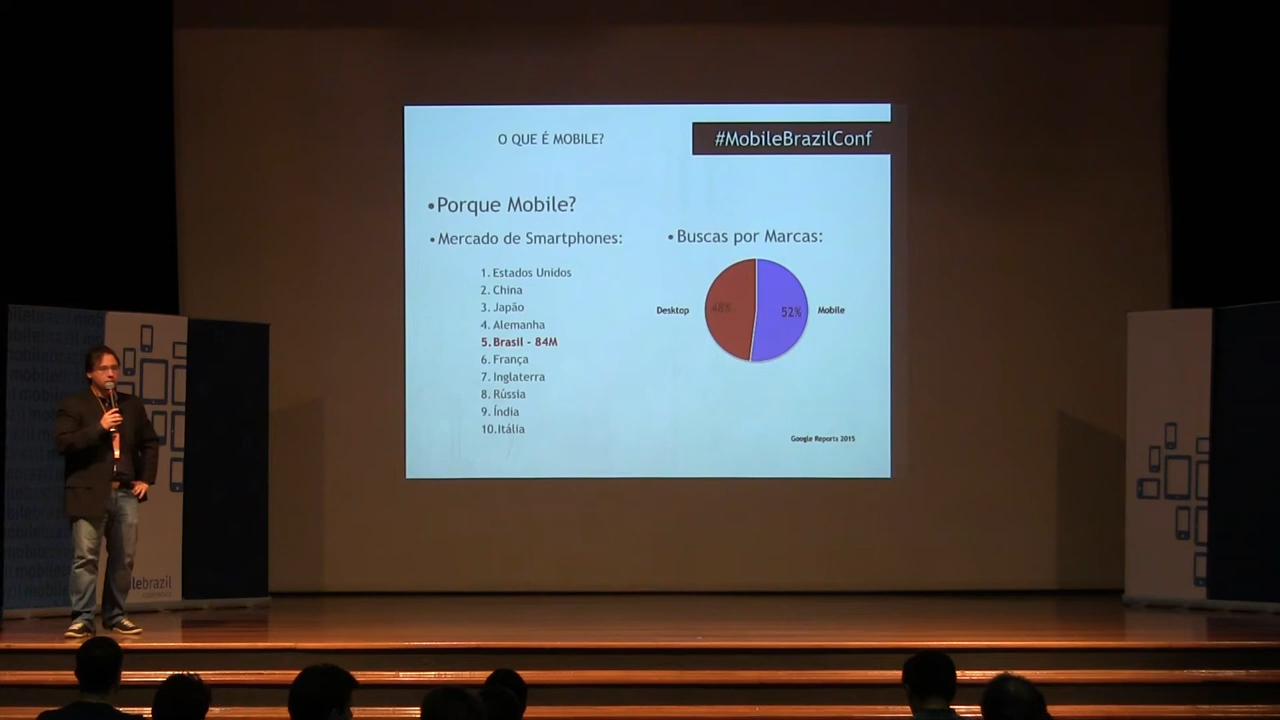 O QUE É MOBILE?
#MobileBrazilConf
•Porque Mobile?
•Mercado de Smartphones:
1. Estados Unidos
2. China
3. Japão
4. Alemanha
5. Brasil - 84M
6. França
7. Inglaterra
8. Rússia
9. Índia
10.Itália
•Buscas por Marcas:
Desktop
48%
52%
Mobile
Google Reports 2015
lebrazil